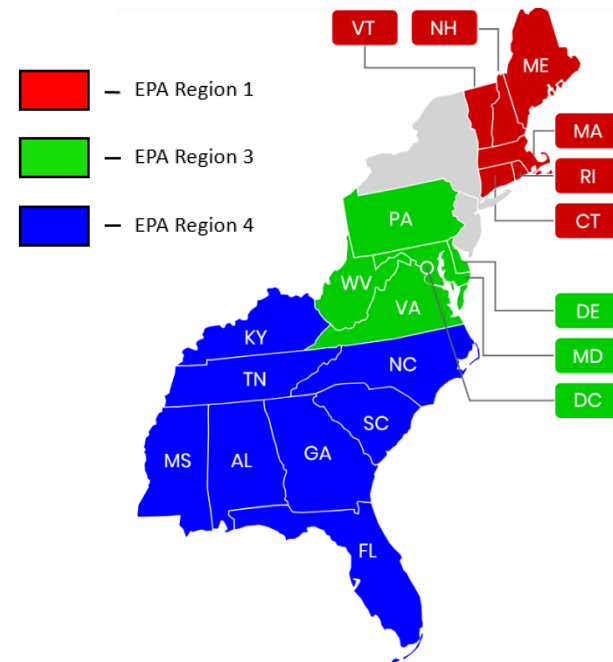 VT
NH
ME
— EPA Region 1
MA
— EPA Region 3
RI
PA
CT
— EPA Region 4
WV
VA
DE
KY
MD
NC
TN
DC
SC
MS
AL
GA
FL